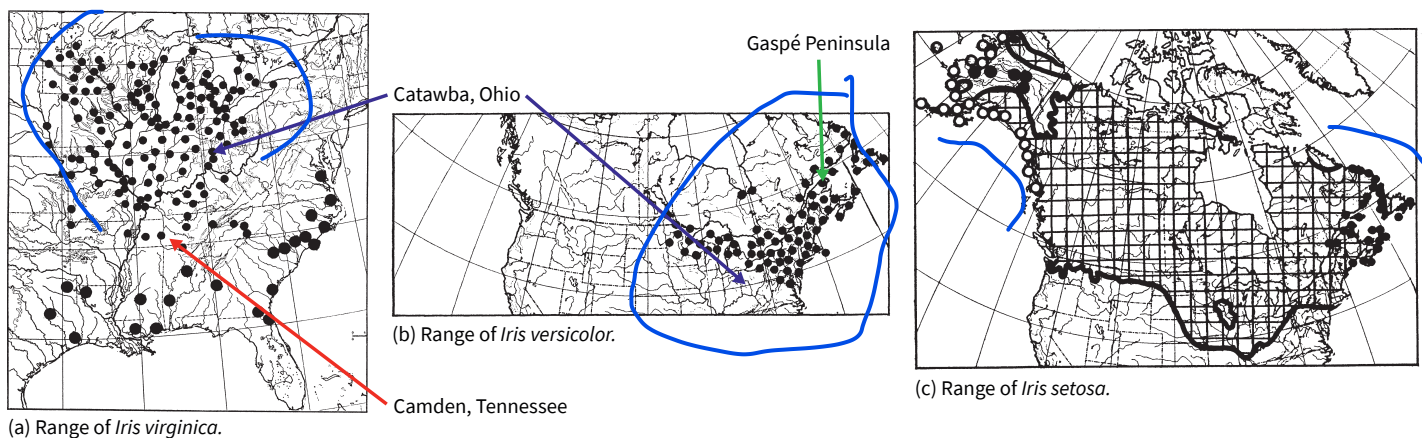 Gaspé Peninsula
Catawba, Ohio
(b) Range of Iris versicolor.
(c) Range of Iris setosa.
Camden, Tennessee
(a) Range of Iris virginica.